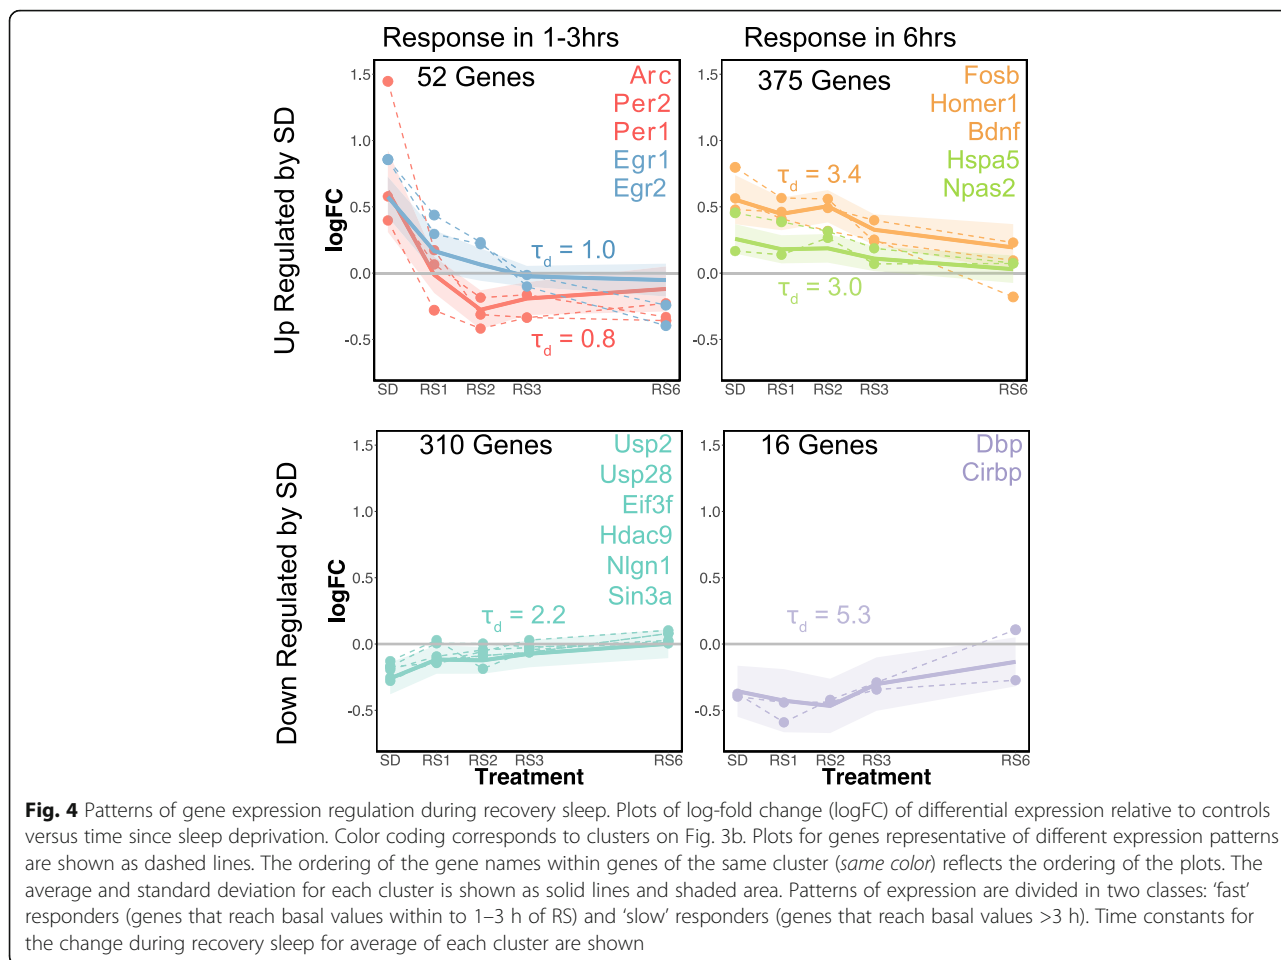 Response in 1-3hrs
Response in 6hrs
Up Regulated by SD
logFC
1.5
1.0
0.5
0.0
-0.5
52 Genes
Arc
Per2
Per1
Egr1
Egr2
τd = 1.0
τd = 0.8
SD RS1 RS2 RS3 RS6
1.5
1.0
0.5
0.0
-0.5
375 Genes
Fosb
Homer1
Bdnf
Hspa5
Npas2
τd = 3.4
τd = 3.0
SD RS1 RS2 RS3 RS6
Down Regulated by SD
logFC
1.5
1.0
0.5
0.0
-0.5
310 Genes
Usp2
Usp28
Eif3f
Hdac9
Nlgn1
Sin3a
τd = 2.2
SD RS1 RS2 RS3 RS6
Treatment
1.5
1.0
0.5
0.0
-0.5
16 Genes
Dbp
Cirbp
τd = 5.3
SD RS1 RS2 RS3 RS6
Treatment
Fig. 4 Patterns of gene expression regulation during recovery sleep. Plots of log-fold change (logFC) of differential expression relative to controls
versus time since sleep deprivation. Color coding corresponds to clusters on Fig. 3b. Plots for genes representative of different expression patterns
are shown as dashed lines. The ordering of the gene names within genes of the same cluster (same color) reflects the ordering of the plots. The
average and standard deviation for each cluster is shown as solid lines and shaded area. Patterns of expression are divided in two classes: ‘fast’
responders (genes that reach basal values within to 1–3 h of RS) and ‘slow’ responders (genes that reach basal values >3 h). Time constants for
the change during recovery sleep for average of each cluster are shown